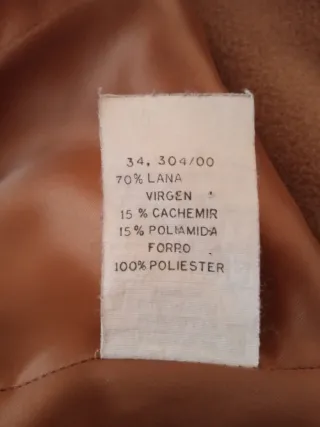 34. 304/00
70% LANA
VIRGEN
15% CACHEMIR
15% POLIAMIDA
FORRO
100% POLIESTER